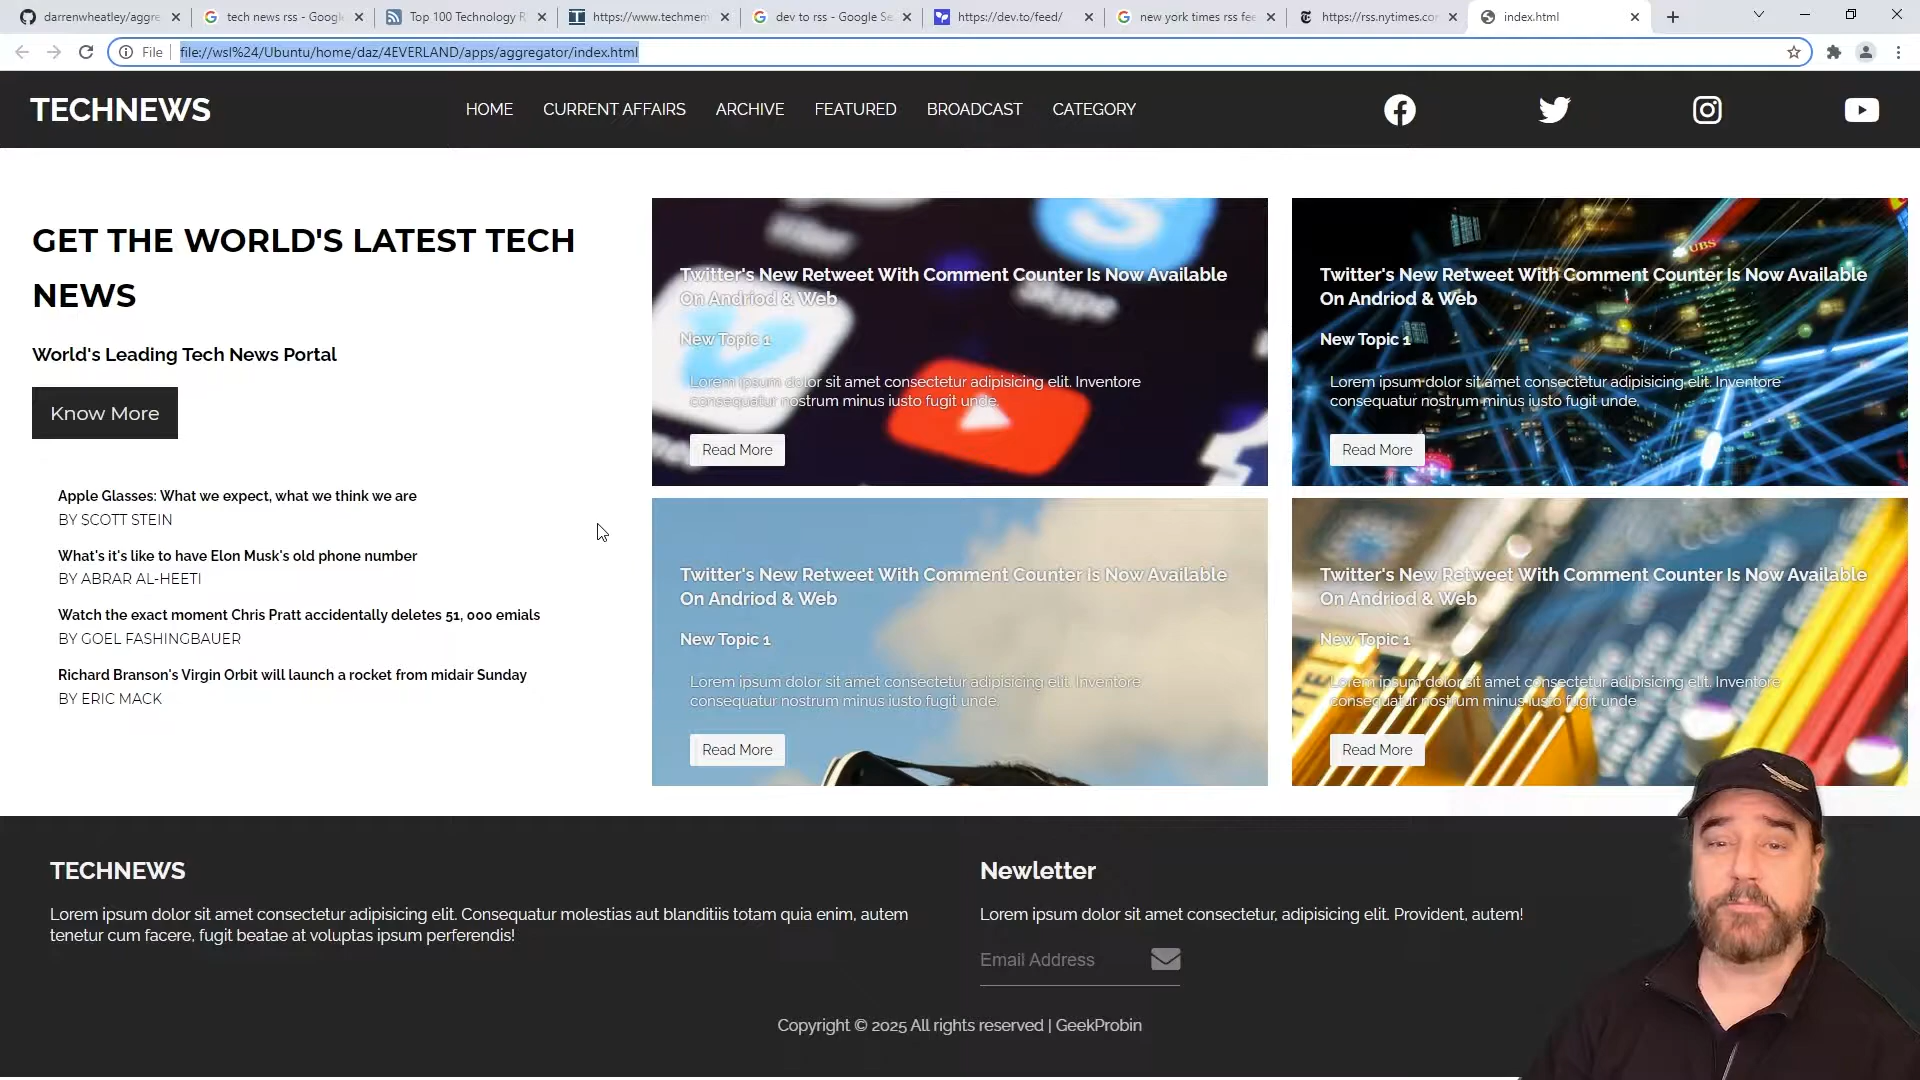 darrenwheatley/aggre
tech news rss - Google
Top 100 Technology R
https://www.techmem
dev to rss - Google Se
https://dev.to/feed/
new york times rss fee
https://rss.nytimes.cor
index.html
File
file://wsl%24/Ubuntu/home/daz/4EVERLAND/apps/aggregator/index.html
TECHNEWS
HOME
CURRENT AFFAIRS
ARCHIVE
FEATURED
BROADCAST
CATEGORY
GET THE WORLD'S LATEST TECH
NEWS
World's Leading Tech News Portal
Know More
Apple Glasses: What we expect, what we think we are
BY SCOTT STEIN
What's it's like to have Elon Musk's old phone number
BY ABRAR AL-HEETI
Watch the exact moment Chris Pratt accidentally deletes 51, 000 emials
BY GOEL FASHINGBAUER
Richard Branson's Virgin Orbit will launch a rocket from midair Sunday
BY ERIC MACK
Twitter's New Retweet With Comment Counter Is Now Available
On Andriod & Web
New Topic 1
Lorem ipsum dolor sit amet consectetur adipisicing elit. Inventore
consequatur nostrum minus iusto fugit unde.
Read More
skype
viber
Twitter's New Retweet With Comment Counter Is Now Available
On Andriod & Web
New Topic 1
Lorem ipsum dolor sit amet consectetur adipisicing elit. Inventore
consequatur nostrum minus iusto fugit unde.
Read More
UBS
Twitter's New Retweet With Comment Counter Is Now Available
On Andriod & Web
New Topic 1
Lorem ipsum dolor sit amet consectetur adipisicing elit. Inventore
consequatur nostrum minus iusto fugit unde.
Read More
Twitter's New Retweet With Comment Counter Is Now Available
On Andriod & Web
New Topic 1
Lorem ipsum dolor sit amet consectetur adipisicing elit. Inventore
consequatur nostrum minus iusto fugit unde.
Read More
TECHNEWS
Lorem ipsum dolor sit amet consectetur adipisicing elit. Consequatur molestias aut blanditiis totam quia enim, autem
tenetur cum facere, fugit beatae at voluptas ipsum perferendis!
Newletter
Lorem ipsum dolor sit amet consectetur, adipisicing elit. Provident, autem!
Email Address
Copyright © 2025 All rights reserved | GeekProbin